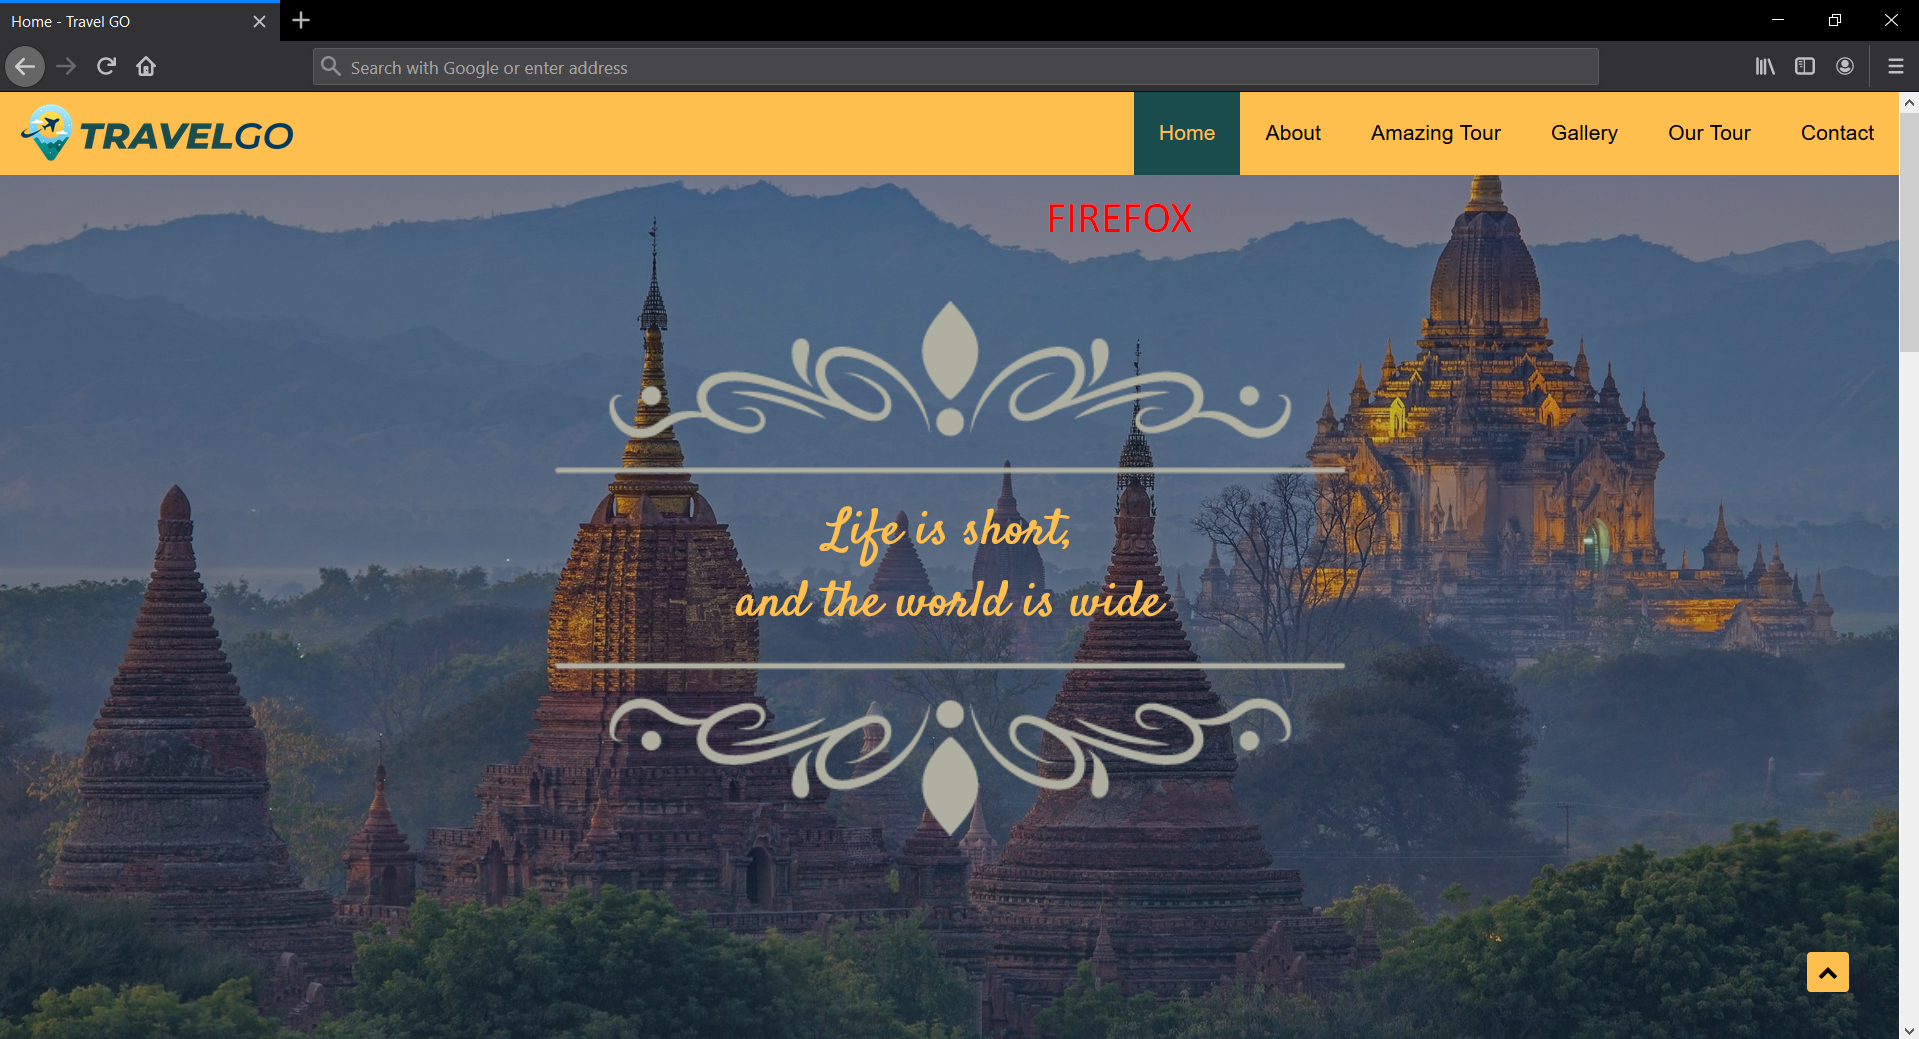 Home - Travel GO
Search with Google or enter address
TRAVELGO
Home About Amazing Tour Gallery Our Tour Contact
FIREFOX
Life is short,
and the world is wide